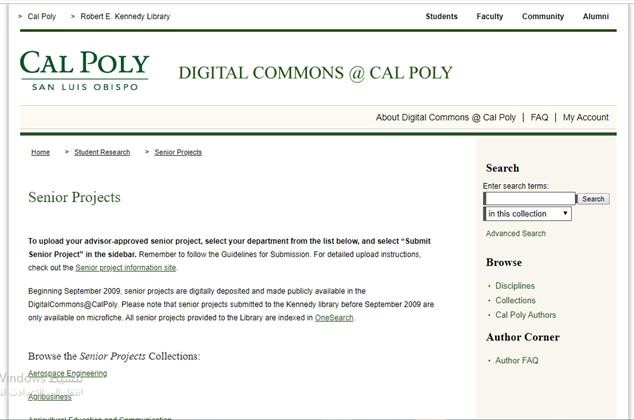 > Cal Poly > Robert E. Kennedy Library
Students Faculty Community Alumni
CAL POLY
SAN LUIS OBISPO
DIGITAL COMMONS @ CAL POLY
About Digital Commons @ Cal Poly | FAQ | My Account
Home > Student Research > Senior Projects
Senior Projects
To upload your advisor-approved senior project, select your department from the list below, and select “Submit
Senior Project” in the sidebar. Remember to follow the Guidelines for Submission. For detailed upload instructions,
check out the Senior project information site.
Beginning September 2009, senior projects are digitally deposited and made publicly available in the
DigitalCommons@CalPoly. Please note that senior projects submitted to the Kennedy library before September 2009 are
only available on microfiche. All senior projects provided to the Library are indexed in OneSearch.
Browse the Senior Projects Collections:
Aerospace Engineering
Agribusiness
Agricultural Education and Communication
Search
Enter search terms:
Search
in this collection
Advanced Search
Browse
Disciplines
Collections
Cal Poly Authors
Author Corner
Author FAQ
تنشيط Windows